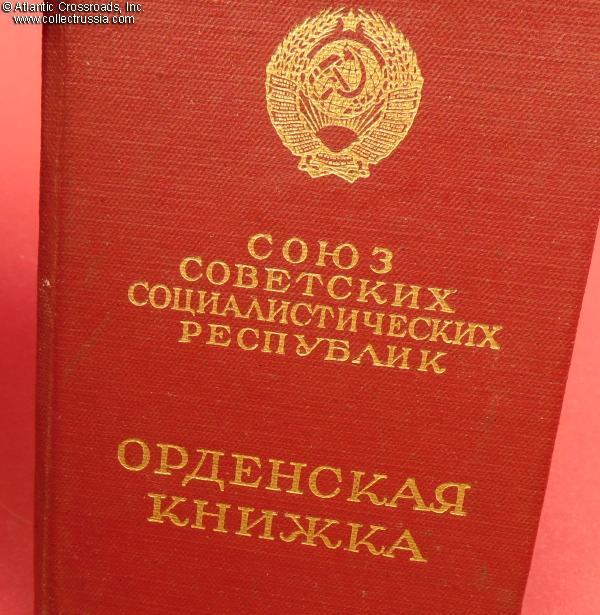 © Atlantic Crossroads, Inc.
www.collectrussia.com
СОЮЗ
СОВЕТСКИХ
СОЦИАЛИСТИЧЕСКИХ
РЕСПУБЛИК
ОРДЕНСКАЯ
КНИЖКА